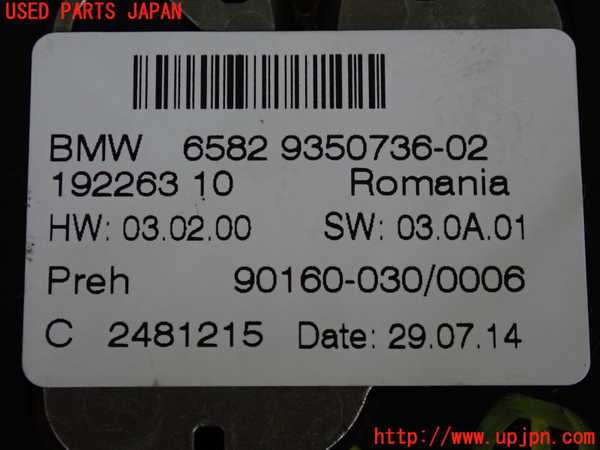 USED PARTS JAPAN
BMW 6582 9350736-02
192263 10 Romania
HW: 03.02.00 SW: 03.0A.01
Preh 90160-030/0006
C 2481215 Date: 29.07.14
http://www.upjpn.com/